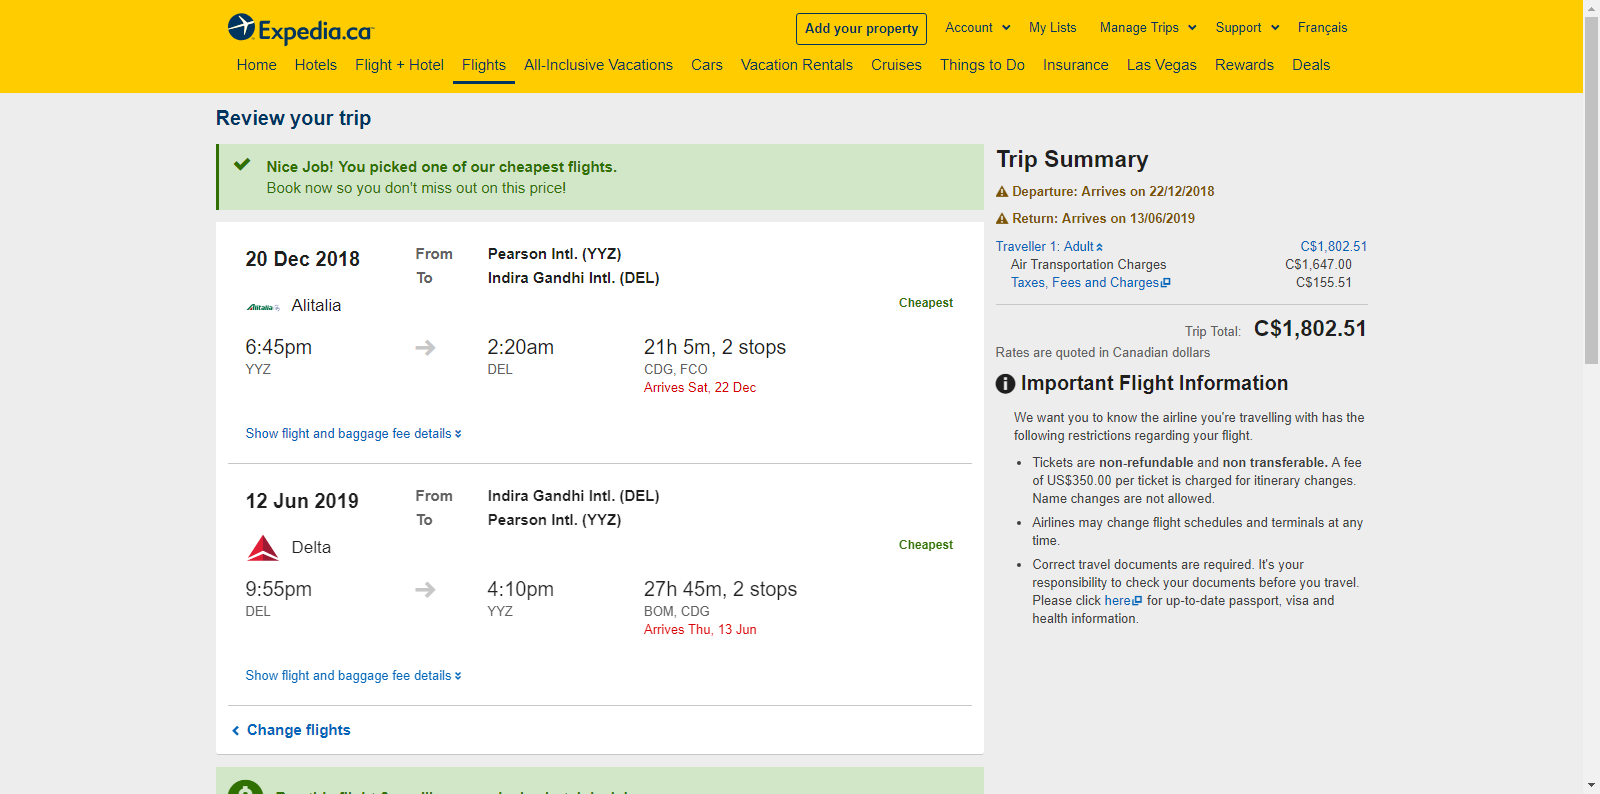 Expedia.ca
Add your property
Account
My Lists
Manage Trips
Support
Français
Home
Hotels
Flight + Hotel
Flights
All-Inclusive Vacations
Cars
Vacation Rentals
Cruises
Things to Do
Insurance
Las Vegas
Rewards
Deals
Review your trip
Nice Job! You picked one of our cheapest flights.
Book now so you don't miss out on this price!
20 Dec 2018
From Pearson Intl. (YYZ)
To Indira Gandhi Intl. (DEL)
Alitalia Alitalia
Cheapest
6:45pm
YYZ
2:20am
DEL
21h 5m, 2 stops
CDG, FCO
Arrives Sat, 22 Dec
Show flight and baggage fee details
12 Jun 2019
From Indira Gandhi Intl. (DEL)
To Pearson Intl. (YYZ)
Delta
Cheapest
9:55pm
DEL
4:10pm
YYZ
27h 45m, 2 stops
BOM, CDG
Arrives Thu, 13 Jun
Show flight and baggage fee details
Change flights
Trip Summary
Departure: Arrives on 22/12/2018
Return: Arrives on 13/06/2019
Traveller 1: Adult C$1,802.51
Air Transportation Charges C$1,647.00
Taxes, Fees and Charges C$155.51
Trip Total: C$1,802.51
Rates are quoted in Canadian dollars
Important Flight Information
We want you to know the airline you're travelling with has the
following restrictions regarding your flight.
• Tickets are non-refundable and non transferable. A fee
of US$350.00 per ticket is charged for itinerary changes.
Name changes are not allowed.
• Airlines may change flight schedules and terminals at any
time.
• Correct travel documents are required. It's your
responsibility to check your documents before you travel.
Please click here for up-to-date passport, visa and
health information.